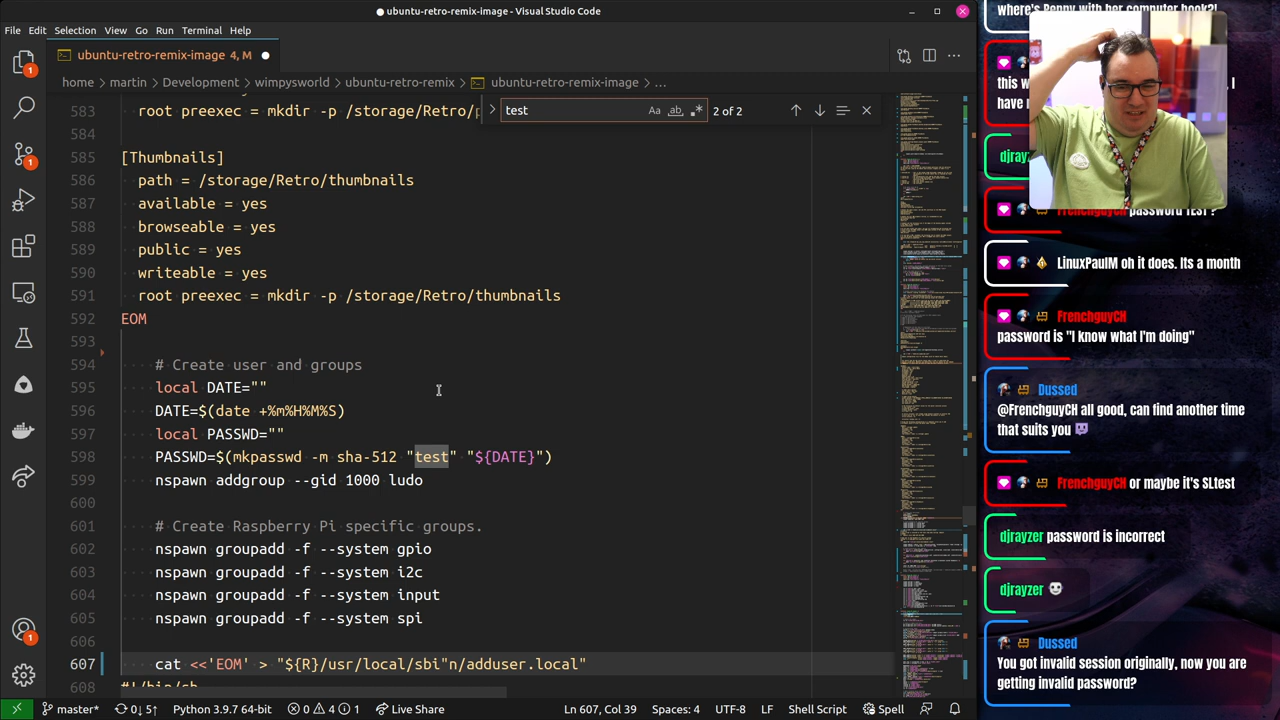 ubuntu-retro-remix-image - Visual Studio Code
File Edit Selection View Go Run Terminal Help
ubuntu-retro-remix-image 4, M
home > martin > Development > wimpysworld > ubuntu-retro-remix > ubuntu-retro-remix-image > ...
test
Aa ab .* 2 of 2
583 root preexec = mkdir -p /storage/Retro/
584
585 [Thumbnails]
586 path = /storage/Retro/thumbnails
587 available = yes
588 browseable = yes
589 public = yes
590 writeable = yes
591 root preexec = mkdir -p /storage/Retro/thumbnails
592 EOM
593
594 # Create user and groups
595 local DATE=""
596 DATE=$(date +%m%H%M%S)
597 local PASSWD=""
598 PASSWD=$(mkpasswd -m sha-512 "test" "${DATE}")
599 nspawn addgroup --gid 1000 ludo
600
601 # Create Raspberry Pi specific groups.
602 nspawn groupadd -f --system gpio
603 nspawn groupadd -f --system i2c
604 nspawn groupadd -f --system input
605 nspawn groupadd -f --system spi
606
607 cat > "${R}/usr/local/sbi"n/adduser.local"
608 #!/bin/sh
master* 0↓ 5↑ Python 3.8.5 64-bit 0 4 1 Live Share
Ln 607, Col 39 Spaces: 4 UTF-8 LF Shell Script Spell
where's Penny with her computer book?!
this w
, I
have
djray
FrenchguyCH password TEST?
LinuxPaulM oh it does. Its a month
FrenchguyCH
password is "I know what I'm doing"
Dussed
@FrenchguyCH all good, can find another time
that suits you
FrenchguyCH or maybe it's SLtest
djrayzer password is incorrect
djrayzer
Dussed
You got invalid session originally, now you are
getting invalid password?